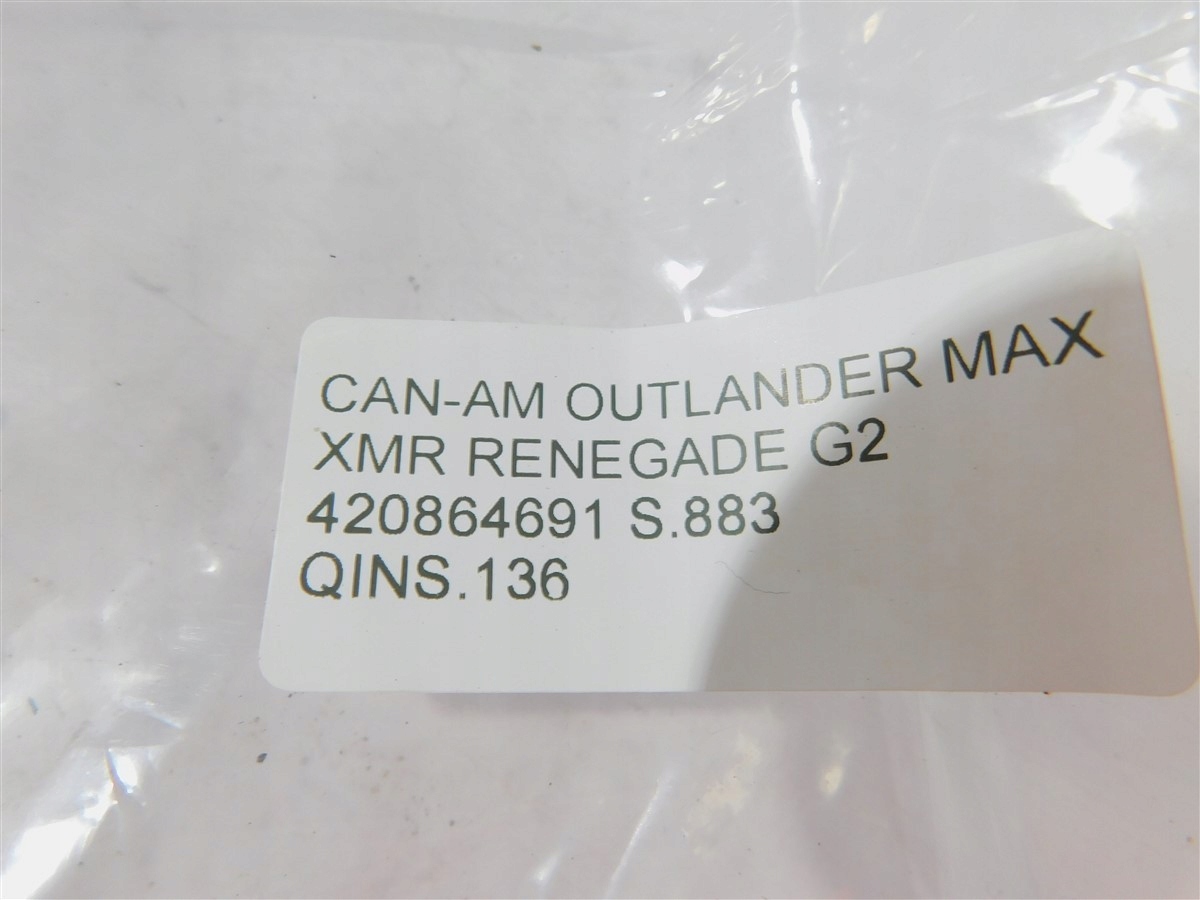 CAN-AM OUTLANDER MAX
XMR RENEGADE G2
420864691 S.883
QINS.136